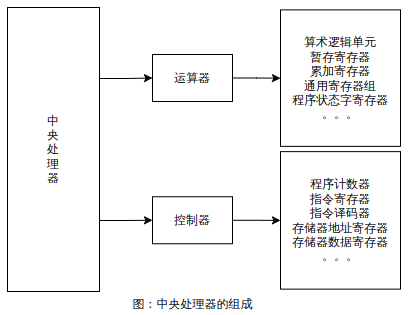 中
央
处
理
器
运算器
算术逻辑单元
暂存寄存器
累加寄存器
通用寄存器组
程序状态字寄存器
。。。
控制器
程序计数器
指令寄存器
指令译码器
存储器地址寄存器
存储器数据寄存器
。。。
图：中央处理器的组成